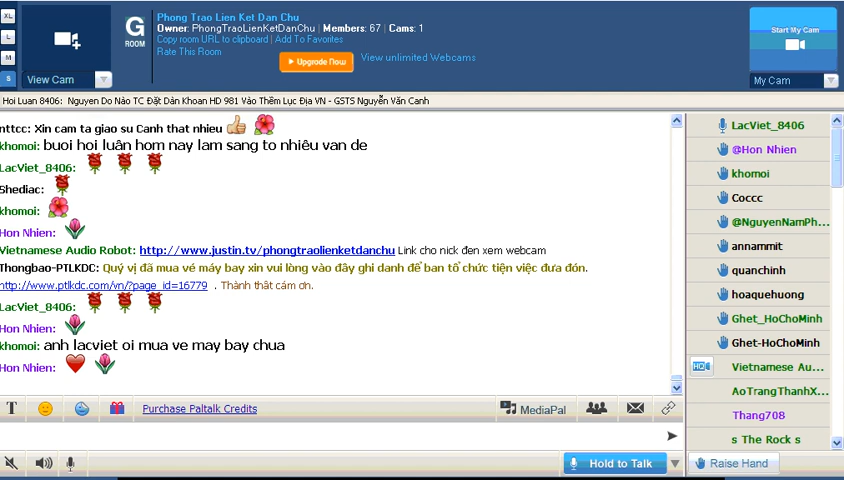 XL
L
M
S
View Cam
G
ROOM
Phong Trao Lien Ket Dan Chu
Owner: PhongTraoLienKetDanChu | Members: 67 | Cams: 1
Copy room URL to clipboard | Add To Favorites
Rate This Room
Upgrade Now
View unlimited Webcams
Start My Cam
My Cam
Hoi Luan 8406: Nguyen Do Nào TC Đặt Dàn Khoan HD 981 Vào Thềm Lục Địa VN - GSTS Nguyễn Văn Canh
nttcc: Xin cam ta giao su Canh that nhieu
khomoi: buoi hoi luân hom nay lam sang to nhiêu van de
LacViet_8406:
Shediac:
khomoi:
Hon Nhien:
Vietnamese Audio Robot: http://www.justin.tv/phongtraolienketdanchu Link cho nick đen xem webcam
Thongbao-PTLKDC: Quý vị đã mua vé máy bay xin vui lòng vào đây ghi danh để ban tổ chức tiện việc đưa đón.
http://www.ptlkdc.com/vn/?page_id=16779 . Thành thât cám ơn.
LacViet_8406:
Hon Nhien:
khomoi: anh lacviet oi mua ve may bay chua
Hon Nhien:
T
Purchase Paltalk Credits
MediaPal
Hold to Talk
LacViet_8406
@Hon Nhien
khomoi
Coccc
@NguyenNamPh...
annammit
quanchinh
hoaquehuong
Ghet_HoChoMinh
Ghet-HoChoMinh
HD
Vietnamese Au...
AoTrangThanhX...
Thang708
s The Rock s
Raise Hand